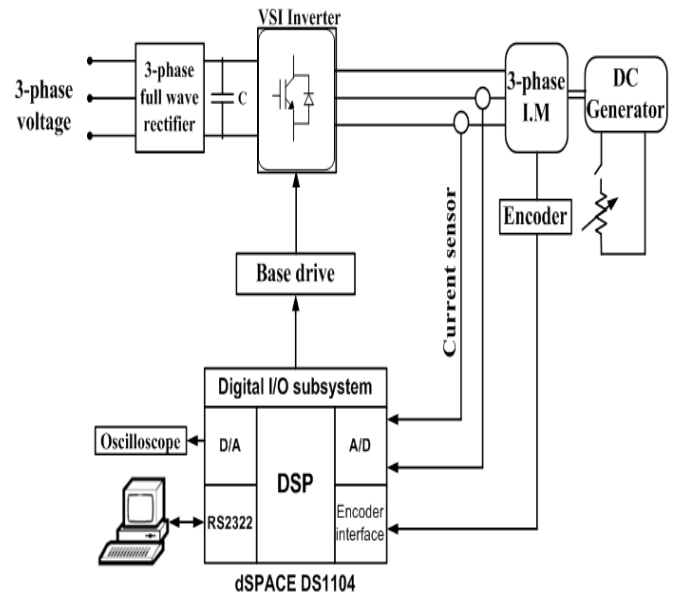 VSI Inverter
3-phase
voltage
3-phase
full wave
rectifier
C
3-phase
I.M
DC
Generator
Encoder
Current sensor
Base drive
Digital I/O subsystem
Oscilloscope
D/A
DSP
A/D
RS2322
Encoder
interface
dSPACE DS1104